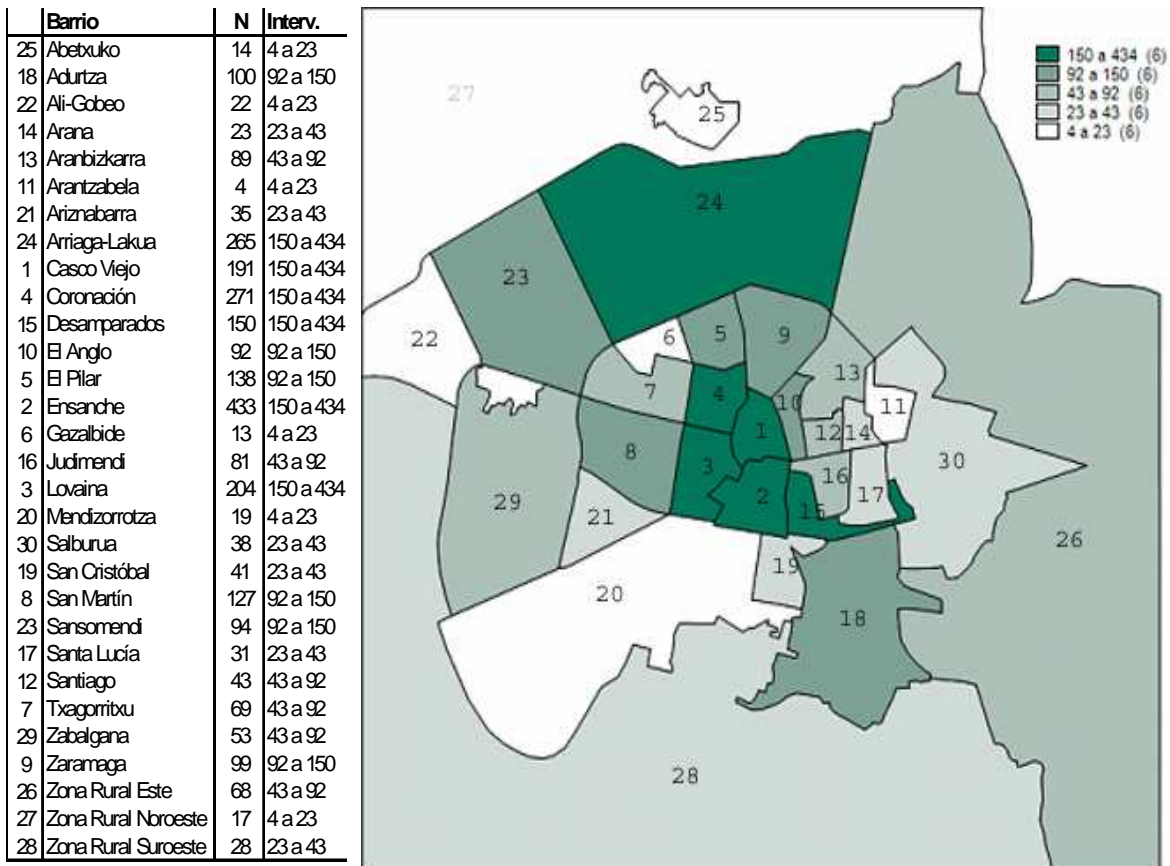 Barrio N Interv.
25 Abetxuko 14 4 a 23
18 Adurtza 100 92 a 150
22 Ali-Gobeo 22 4 a 23
14 Arana 23 23 a 43
13 Aranbizkarra 89 43 a 92
11 Arantzabela 4 4 a 23
21 Ariznabarra 35 23 a 43
24 Arriaga-Lakua 265 150 a 434
1 Casco Viejo 191 150 a 434
4 Coronación 271 150 a 434
15 Desamparados 150 150 a 434
10 El Anglo 92 92 a 150
5 El Pilar 138 92 a 150
2 Ensanche 433 150 a 434
6 Gazalbide 13 4 a 23
16 Judimendi 81 43 a 92
3 Lovaina 204 150 a 434
20 Mendizorrotza 19 4 a 23
30 Salburua 38 23 a 43
19 San Cristóbal 41 23 a 43
8 San Martín 127 92 a 150
23 Sansomendi 94 92 a 150
17 Santa Lucía 31 23 a 43
12 Santiago 43 43 a 92
7 Txagorritxu 69 43 a 92
29 Zabalgana 53 43 a 92
9 Zaramaga 99 92 a 150
26 Zona Rural Este 68 43 a 92
27 Zona Rural Noroeste 17 4 a 23
28 Zona Rural Suroeste 28 23 a 43
150 a 434 (6)
92 a 150 (6)
43 a 92 (6)
23 a 43 (6)
4 a 23 (6)
27
25
24
23
22
6
5
9
7
13
4
10
11
1
12
14
8
3
30
16
2
17
29
15
21
26
19
20
18
28